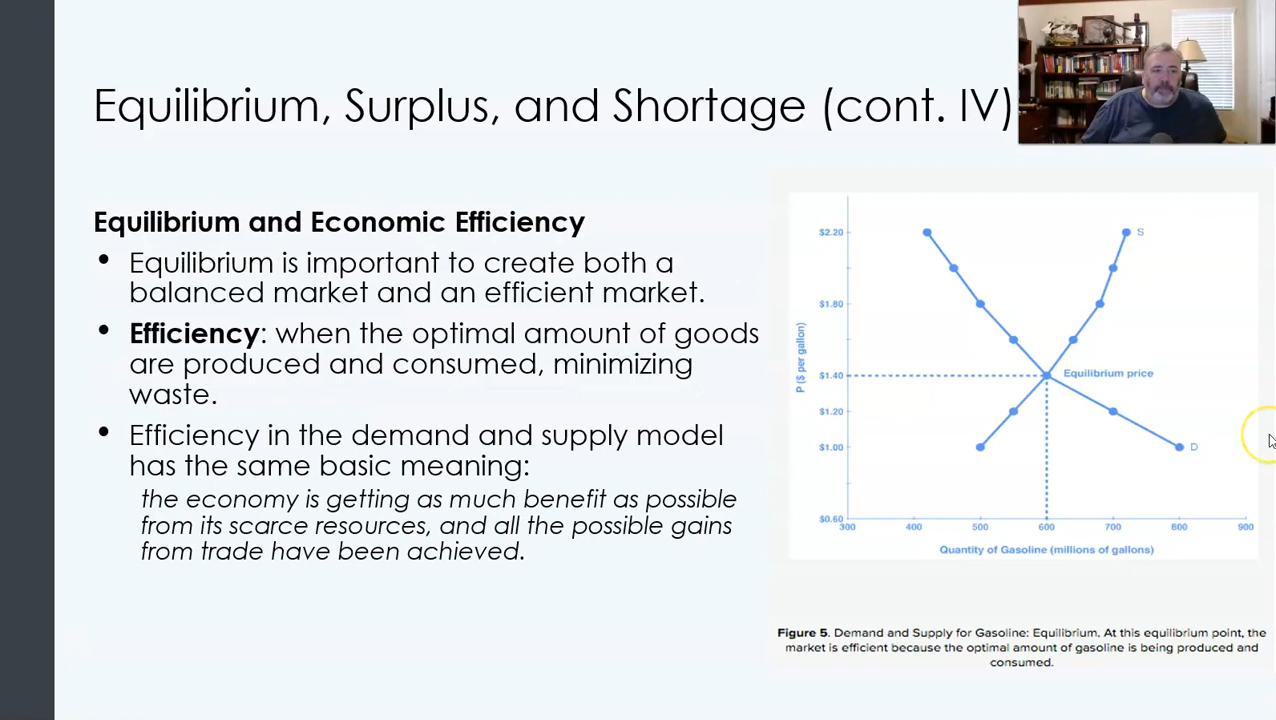 Equilibrium, Surplus, and Shortage (cont. IV)
Equilibrium and Economic Efficiency
• Equilibrium is important to create both a
balanced market and an efficient market.
• Efficiency: when the optimal amount of goods
are produced and consumed, minimizing
waste.
• Efficiency in the demand and supply model
has the same basic meaning:
the economy is getting as much benefit as possible
from its scarce resources, and all the possible gains
from trade have been achieved.
P ($ per gallon)
$2.20
$1.80
$1.40
$1.20
$1.00
$0.60
S
Equilibrium price
D
300 400 500 600 700 800 900
Quantity of Gasoline (millions of gallons)
Figure 5. Demand and Supply for Gasoline: Equilibrium. At this equilibrium point, the
market is efficient because the optimal amount of gasoline is being produced and
consumed.